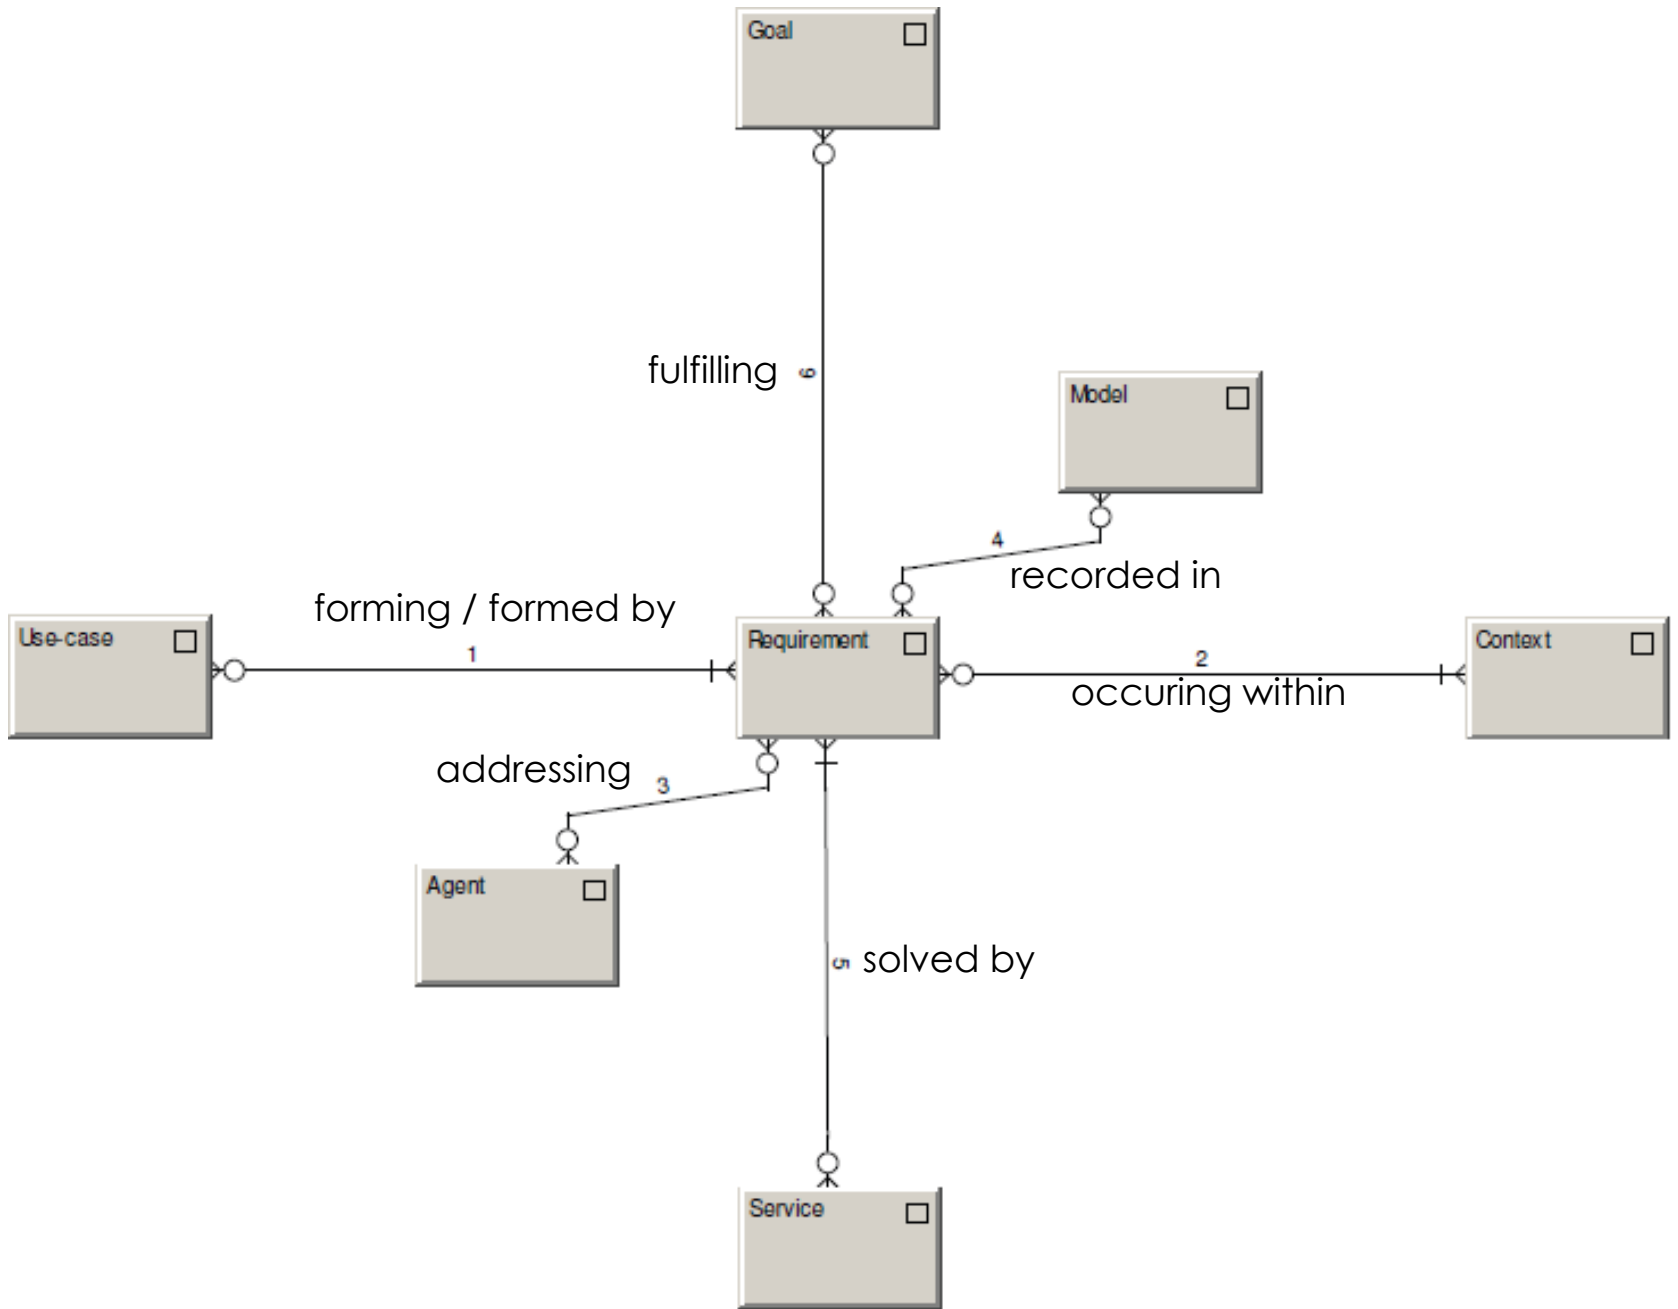 Goal
fulfilling
6
Model
4
recorded in
forming / formed by
Use-case
1
Requirement
2
Context
occuring within
addressing
3
Agent
5
solved by
Service